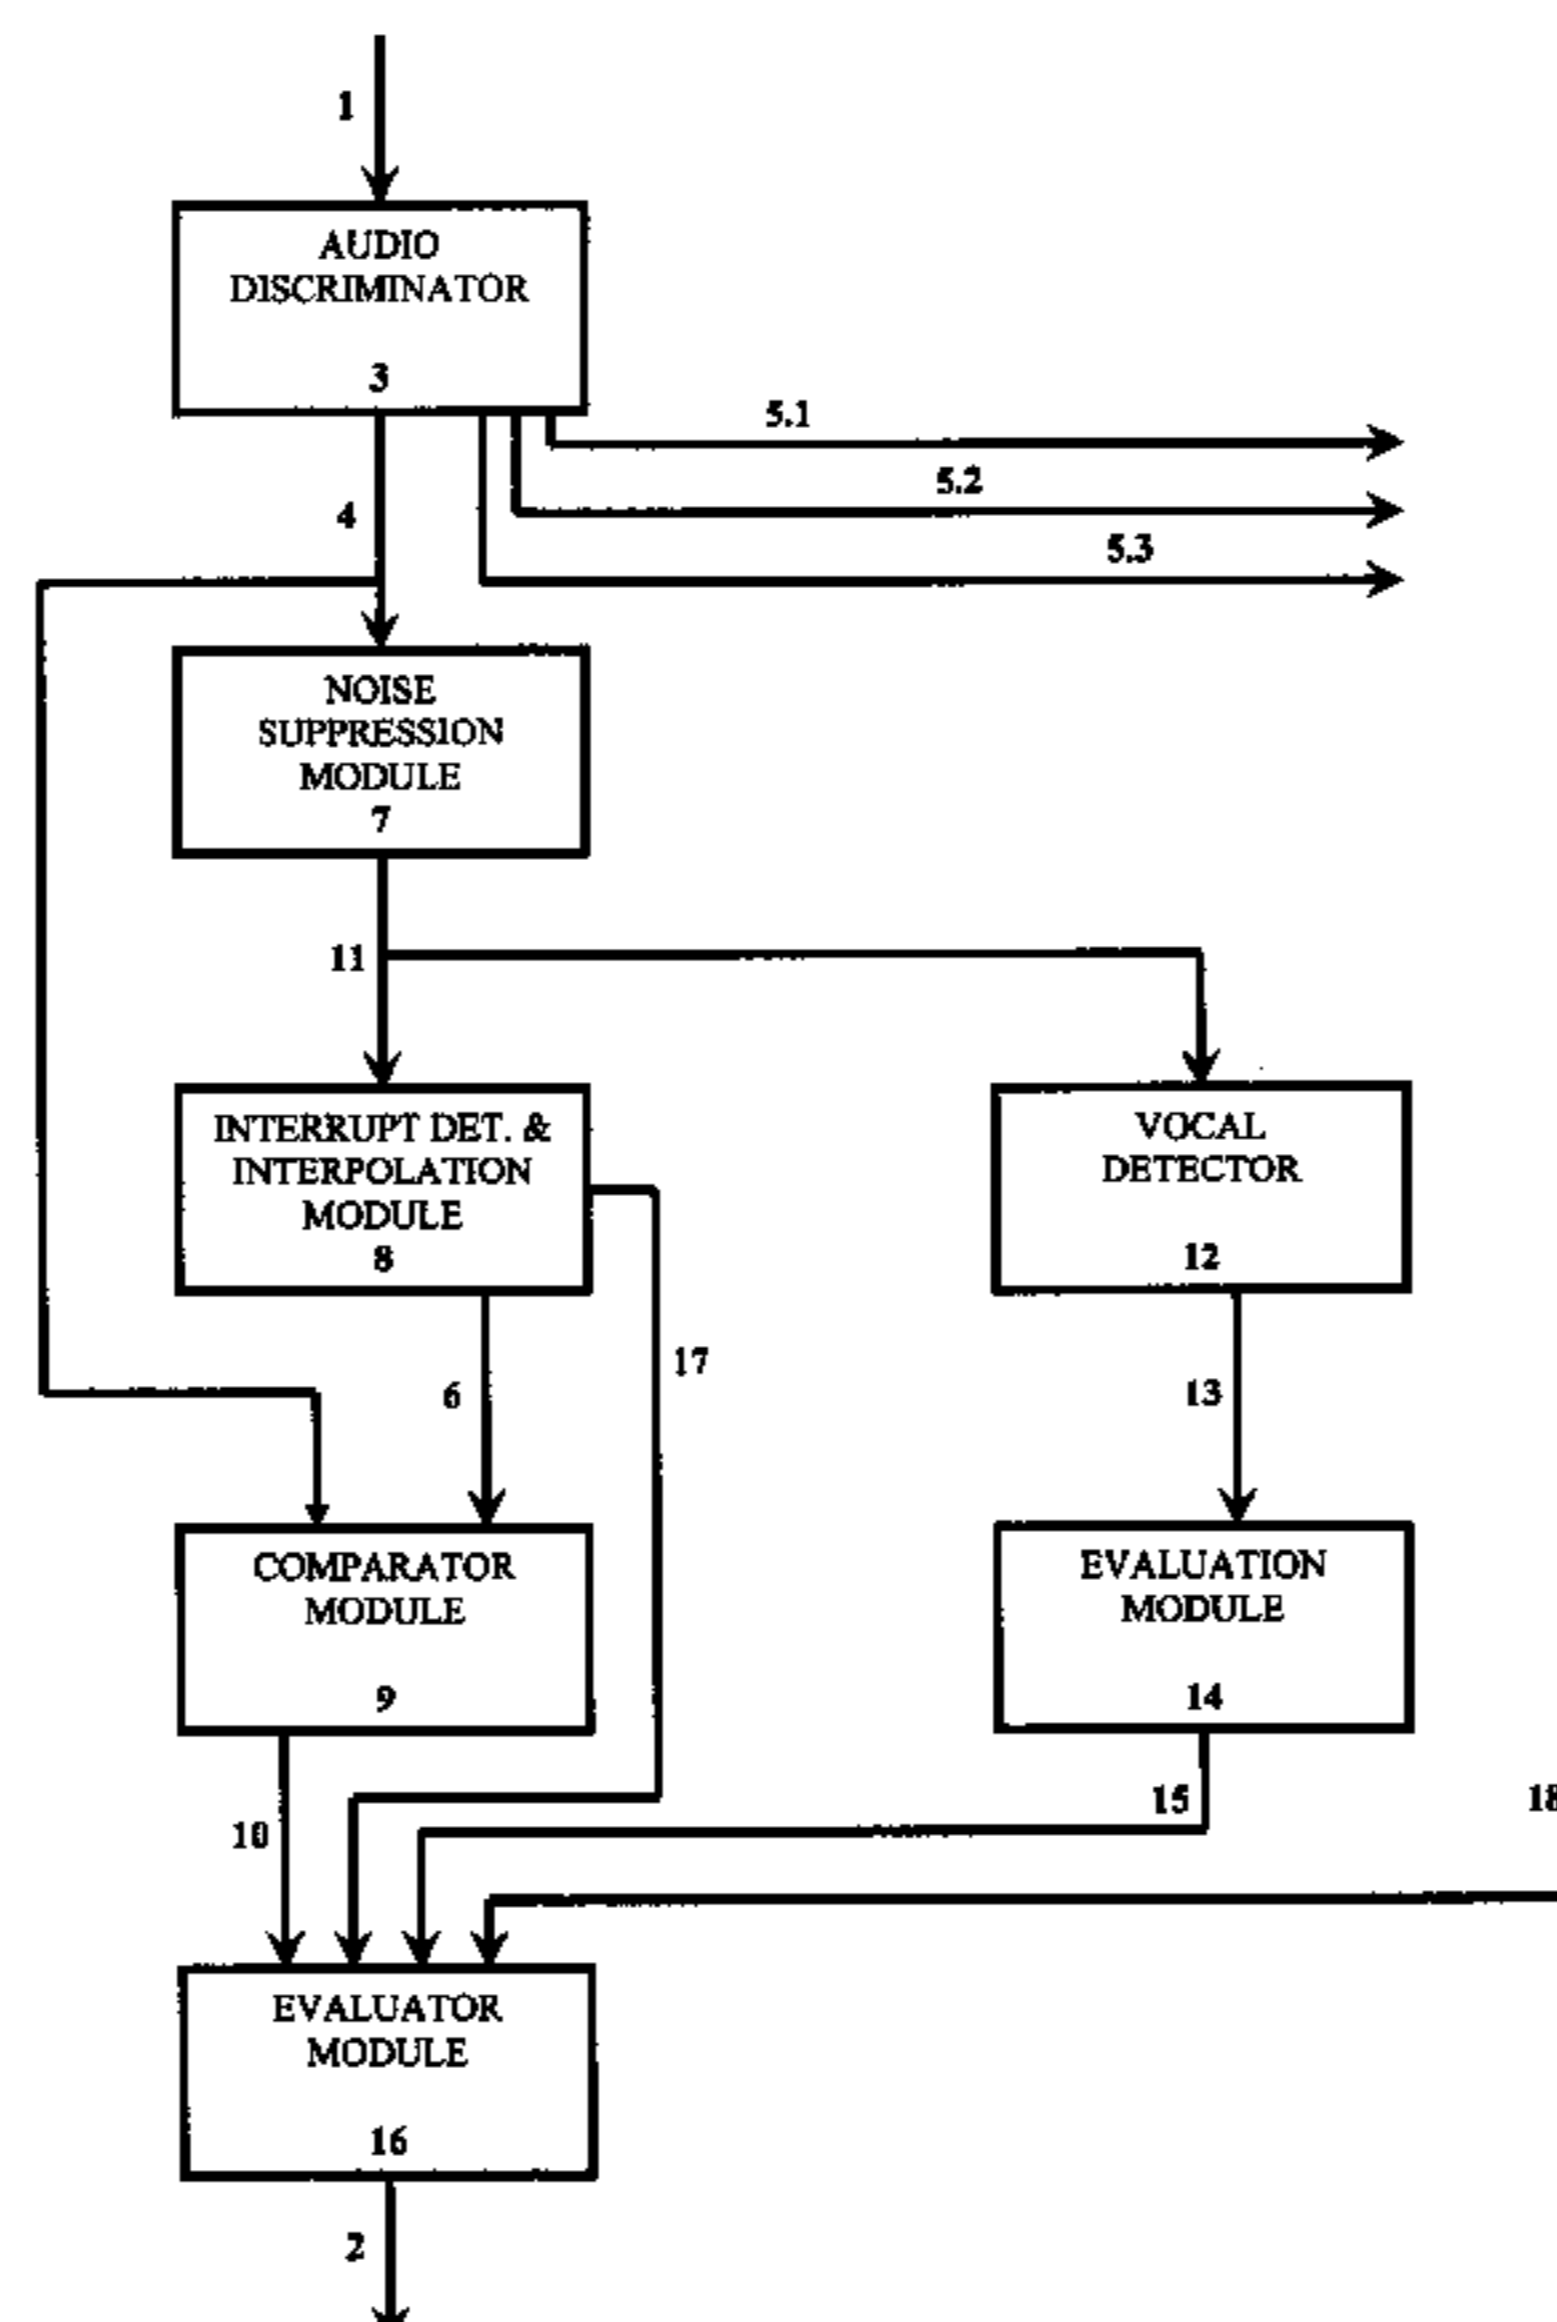 1
AUDIO
DISCRIMINATOR
3
5.1
5.2
4
5.3
NOISE
SUPPRESSION
MODULE
7
11
INTERRUPT DET. &
INTERPOLATION
MODULE
8
VOCAL
DETECTOR
12
17
6
13
COMPARATOR
MODULE
9
EVALUATION
MODULE
14
15
18
10
EVALUATOR
MODULE
16
2